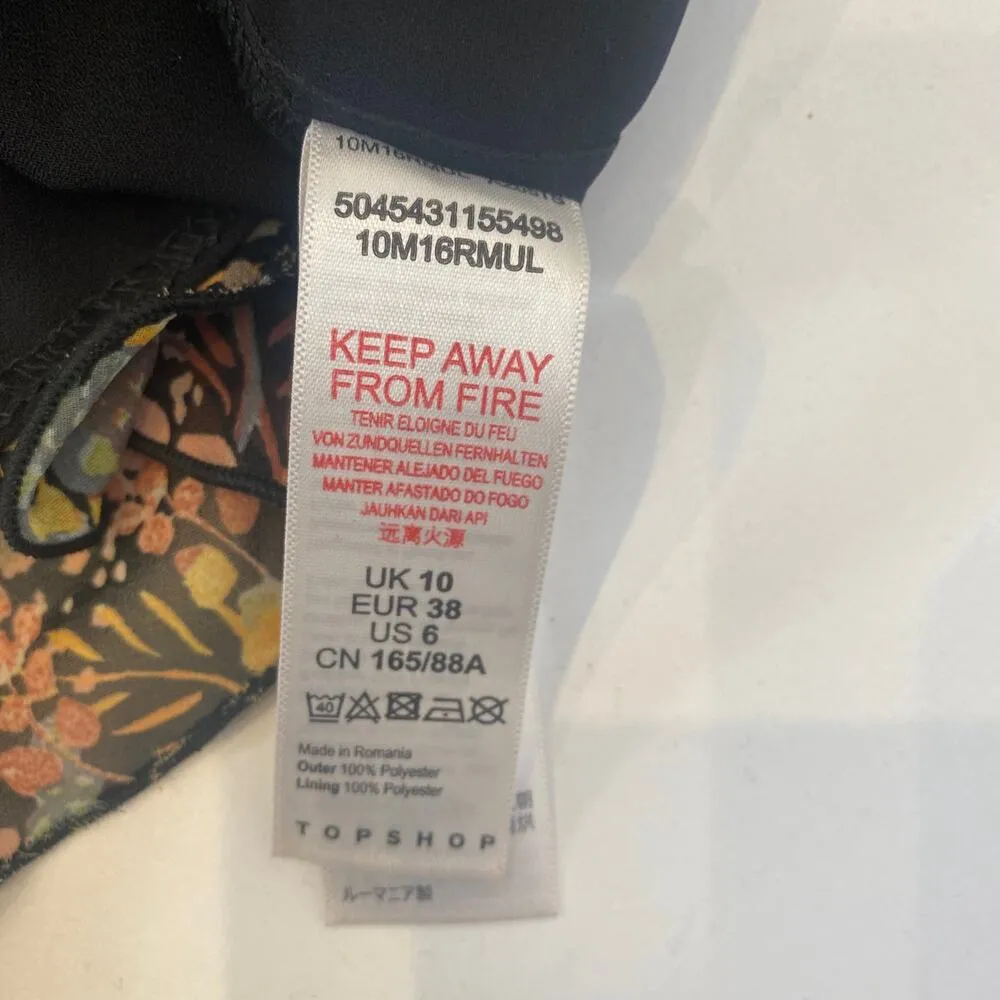 5045431155498
10M16RMUL
KEEP AWAY
FROM FIRE
TENIR ELOIGNE DU FEU
VON ZUNDQUELLEN FERNHALTEN
MANTENER ALEJADO DEL FUEGO
MANTER AFASTADO DO FOGO
JAUHKAN DARI API
远离火源
UK 10
EUR 38
US 6
CN 165/88A
40
Made in Romania
Outer 100% Polyester
Lining 100% Polyester
TOPSHOP
ルーマニア製